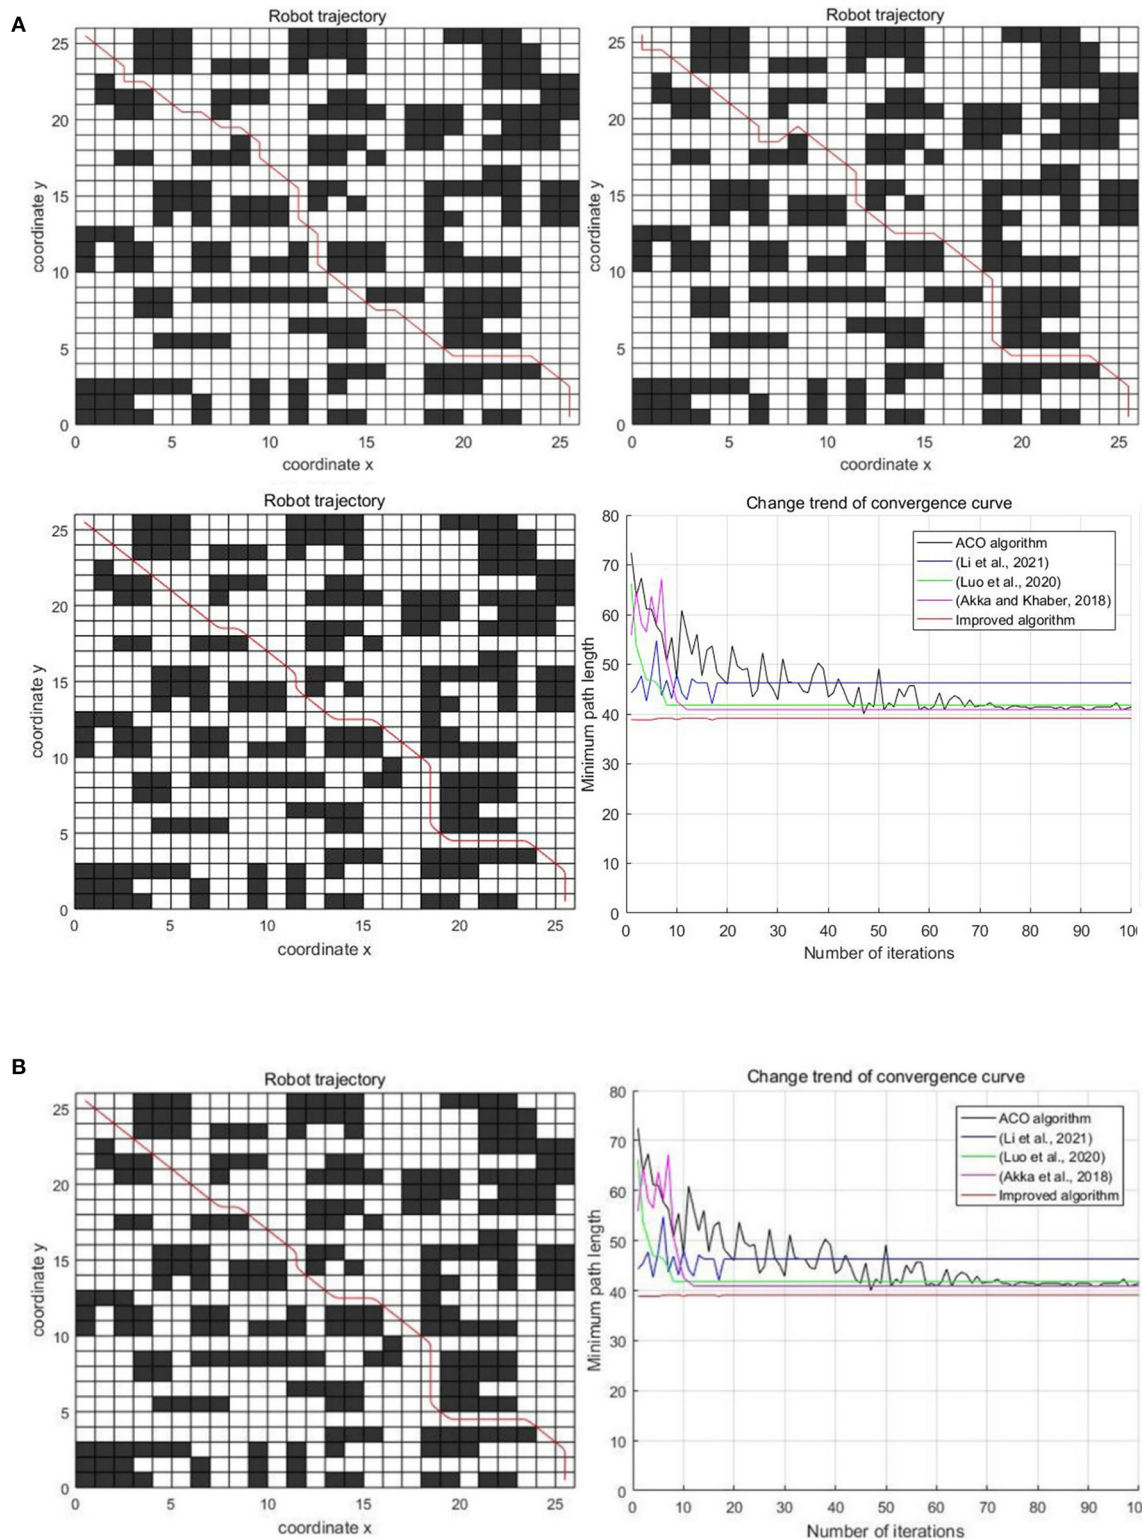 A
Robot trajectory
coordinate y
25
20
15
10
5
0
0 5 10 15 20 25
coordinate x
Robot trajectory
coordinate y
25
20
15
10
5
0
0 5 10 15 20 25
coordinate x
Robot trajectory
coordinate y
25
20
15
10
5
0
0 5 10 15 20 25
coordinate x
Change trend of convergence curve
Minimum path length
80
70
60
50
40
30
20
10
0
ACO algorithm
(Li et al., 2021)
(Luo et al., 2020)
(Akka and Khaber, 2018)
Improved algorithm
0 10 20 30 40 50 60 70 80 90
Number of iterations
B
Robot trajectory
coordinate y
25
20
15
10
5
0
0 5 10 15 20 25
coordinate x
Change trend of convergence curve
Minimum path length
80
70
60
50
40
30
20
10
0
ACO algorithm
(Li et al., 2021)
(Luo et al., 2020)
(Akka et al., 2018)
Improved algorithm
0 10 20 30 40 50 60 70 80 90
Number of iterations